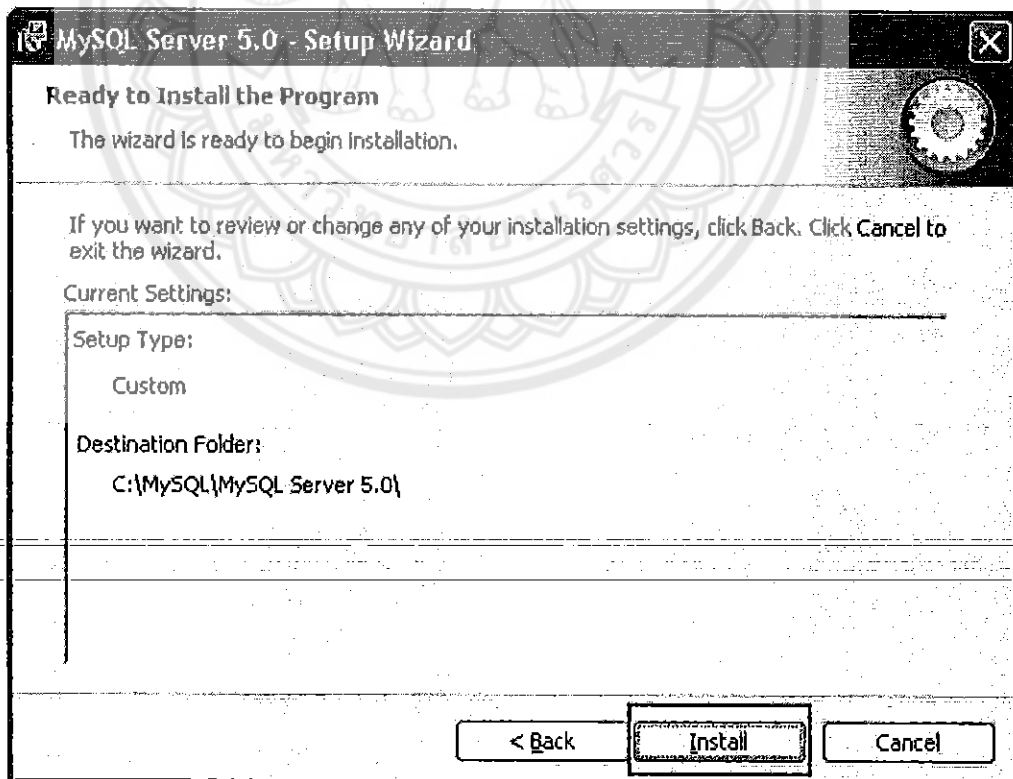 MySQL Server 5.0 - Setup Wizard
Ready to Install the Program
The wizard is ready to begin installation.
If you want to review or change any of your installation settings, click Back. Click Cancel to
exit the wizard.
Current Settings:
Setup Type:
Custom
Destination Folder:
C:\MySQL\MySQL Server 5.0\
< Back
Install
Cancel